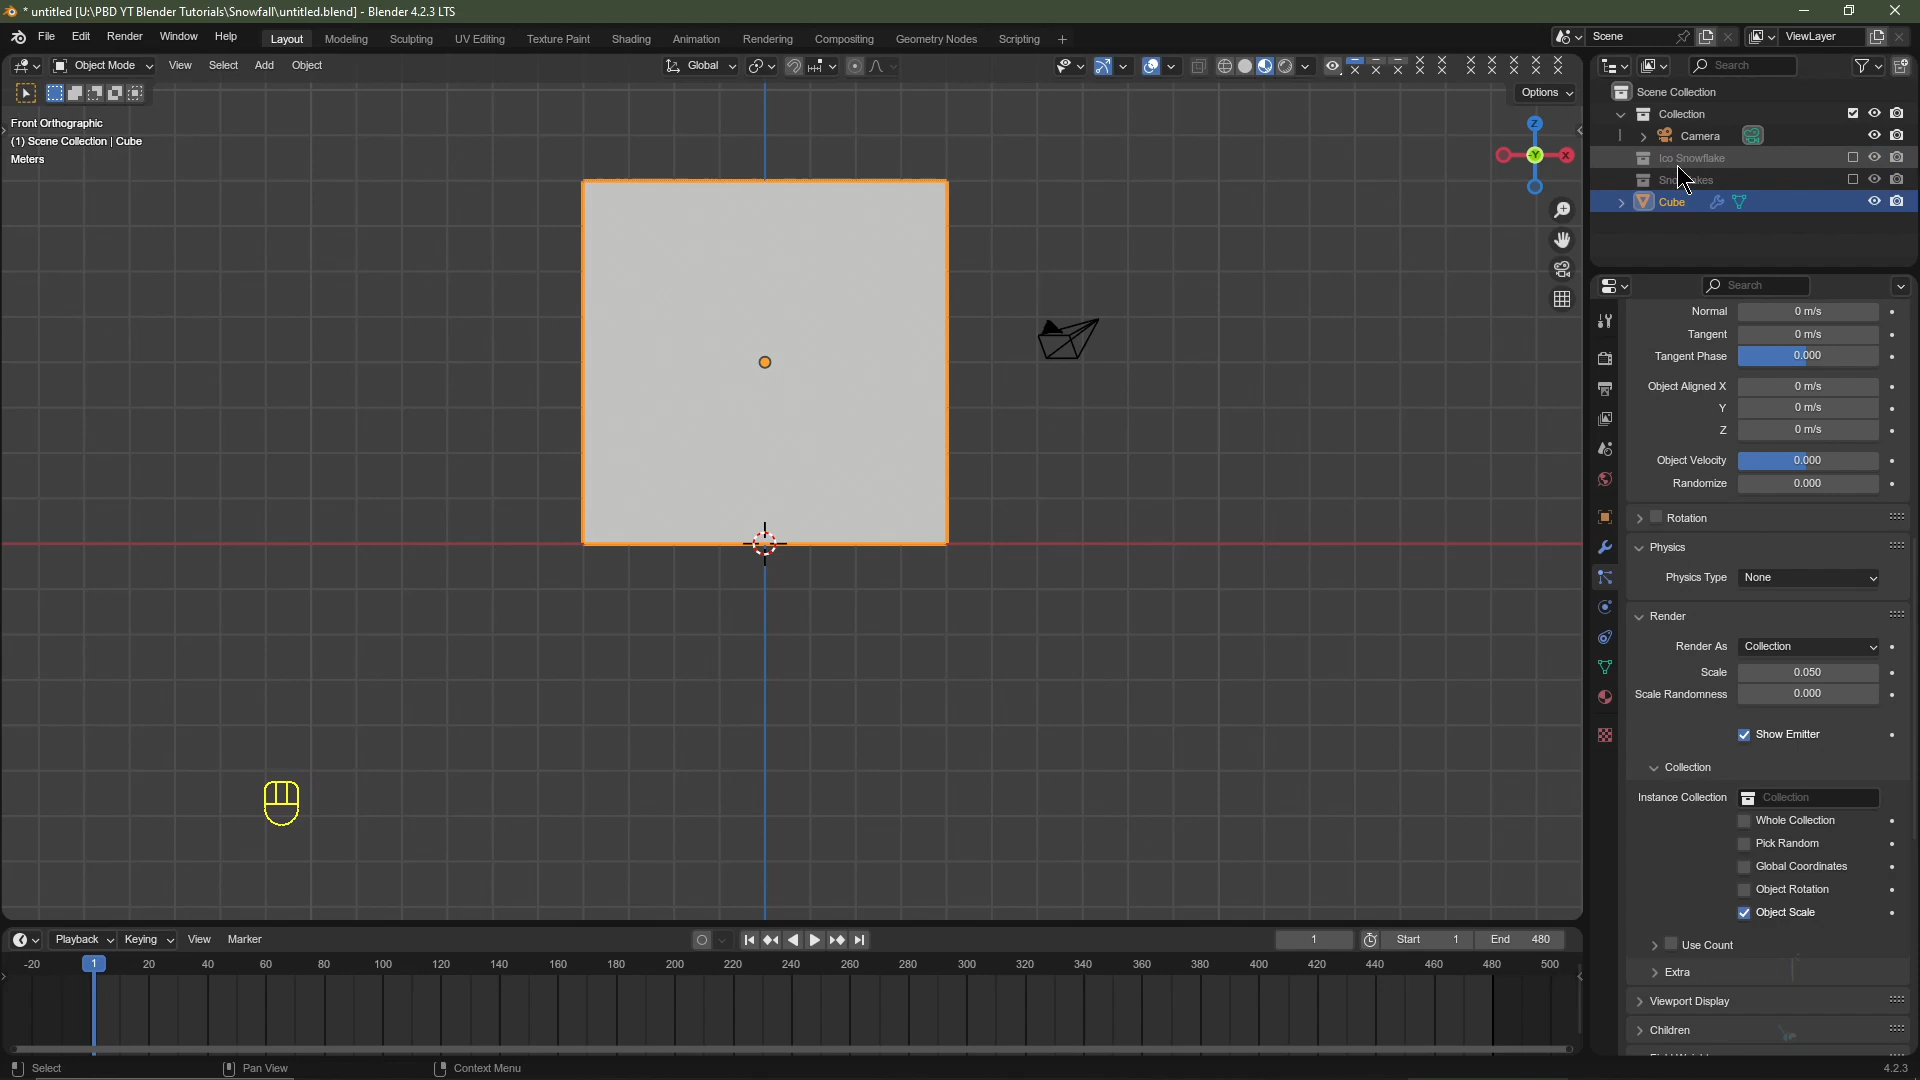 * untitled [U:\PBD YT Blender Tutorials\Snowfall\untitled.blend] - Blender 4.2.3 LTS
File Edit Render Window Help Layout Modeling Sculpting UV Editing Texture Paint Shading Animation Rendering Compositing Geometry Nodes Scripting + Scene ViewLayer
Object Mode View Select Add Object Global Search
Options
Scene Collection
Collection
Camera
Ico Snowflake
Cube
Front Orthographic
(1) Scene Collection | Cube
Meters
Z
-Y X
Search
Normal 0 m/s
Tangent 0 m/s
Tangent Phase 0.000
Object Aligned X 0 m/s
Y 0 m/s
Z 0 m/s
Object Velocity 0.000
Randomize 0.000
Rotation
Physics
Physics Type None
Render
Render As Collection
Scale 0.050
Scale Randomness 0.000
Show Emitter
Collection
Instance Collection Collection
Whole Collection
Pick Random
Global Coordinates
Object Rotation
Object Scale
Use Count
Extra
Viewport Display
Children
Playback Keying View Marker 1 Start 1 End 480
-20 1 20 40 60 80 100 120 140 160 180 200 220 240 260 280 300 320 340 360 380 400 420 440 460 480 500
Select Pan View Context Menu 4.2.3